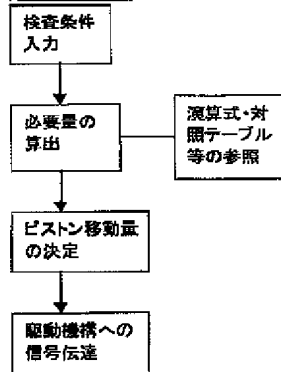 検査条件
入力
必要量の
算出
演算式・対
照テーブル
等の参照
ピストン移動量
の決定
駆動機構への
信号伝達